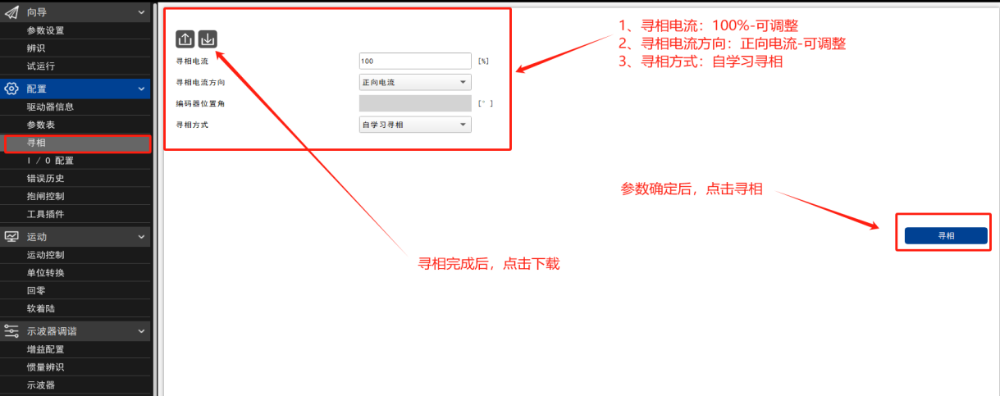 向导
参数设置
辨识
试运行
配置
驱动器信息
参数表
寻相
I / O 配置
错误历史
抱闸控制
工具插件
运动
运动控制
单位转换
回零
软着陆
示波器调谐
增益配置
惯量辨识
示波器
寻相电流 100 [%]
寻相电流方向 正向电流
编码器位置角 [° ]
寻相方式 自学习寻相
1、寻相电流：100%-可调整
2、寻相电流方向：正向电流-可调整
3、寻相方式：自学习寻相
参数确定后，点击寻相
寻相
寻相完成后，点击下载